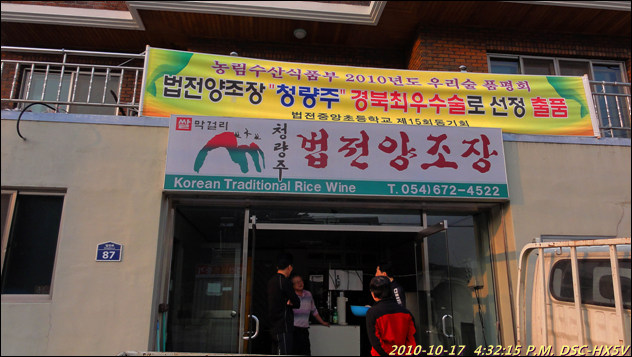 농림수산식품부 2010년도 우리술 품평회
법전양조장 "청량주" 경북최우수술로 선정 출품
법전중앙초등학교 제15회동기회
쌀 막걸리
청량주
법전양조장
Korean Traditional Rice Wine
T. 054) 672-4522
87
2010-10-17 4:32:15 P.M. DSC-HX5V